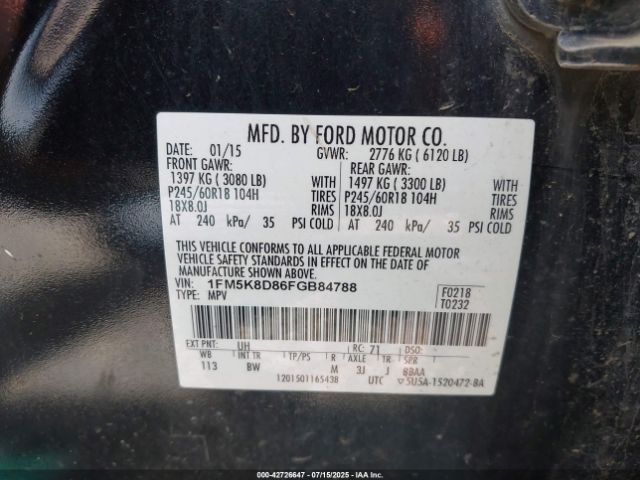 MFD. BY FORD MOTOR CO.
DATE: 01/15 GVWR: 2776 KG ( 6120 LB)
FRONT GAWR: REAR GAWR:
1397 KG ( 3080 LB) WITH 1497 KG ( 3300 LB) WITH
P245/60R18 104H TIRES P245/60R18 104H TIRES
18X8.0J RIMS 18X8.0J RIMS
AT 240 kPa/ 35 PSI COLD AT 240 kPa/ 35 PSI COLD
THIS VEHICLE CONFORMS TO ALL APPLICABLE FEDERAL MOTOR
VEHICLE SAFETY STANDARDS IN EFFECT ON THE DATE OF
MANUFACTURE SHOWN ABOVE.
VIN: 1FM5K8D86FGB84788 F0218
TYPE: MPV T0232
EXT PNT: UH RC: 71 DSO:
WB INT TR TP/PS R AXLE TR SPR
113 BW M 3J J BBAA
120150116543B UTC ▽5U5A-1520472-BA
000-42726647 - 07/15/2025 - IAAI.COM